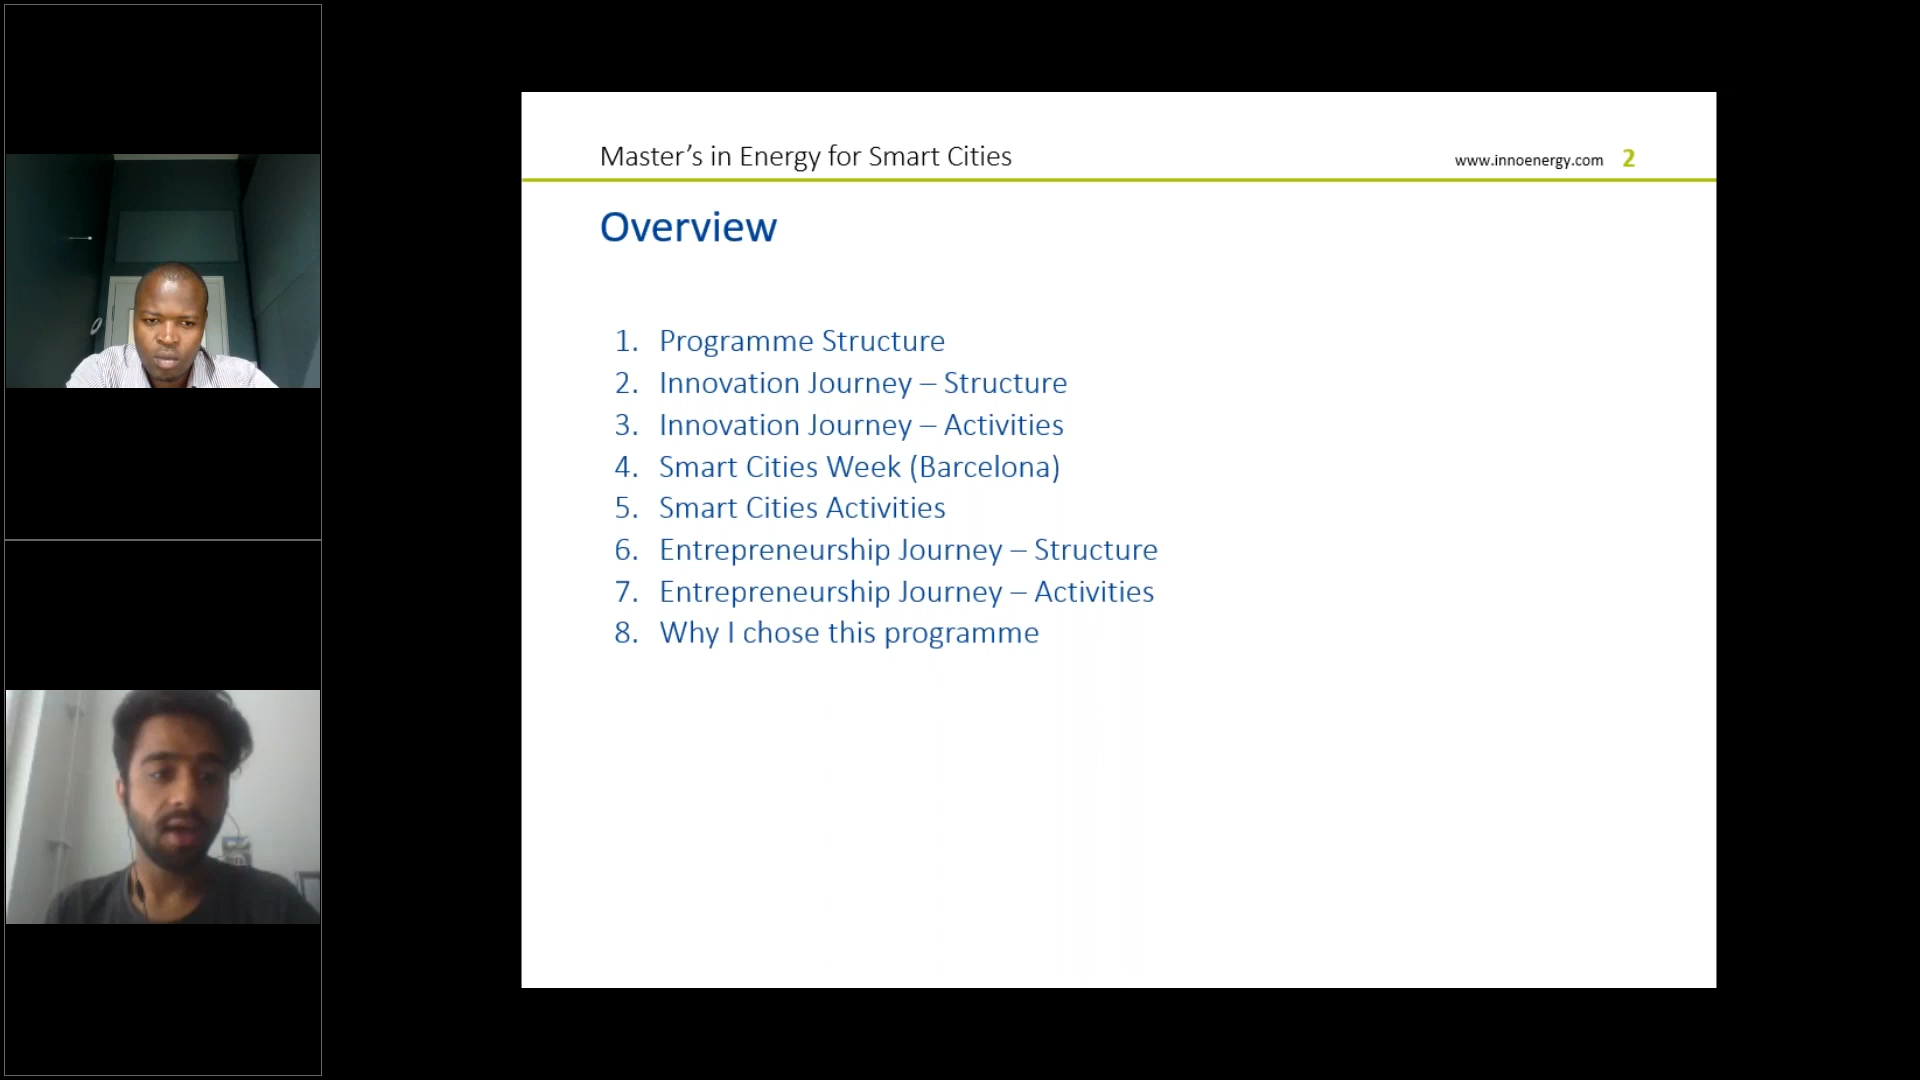 Master's in Energy for Smart Cities
www.innoenergy.com 2
Overview
1. Programme Structure
2. Innovation Journey – Structure
3. Innovation Journey – Activities
4. Smart Cities Week (Barcelona)
5. Smart Cities Activities
6. Entrepreneurship Journey – Structure
7. Entrepreneurship Journey – Activities
8. Why I chose this programme